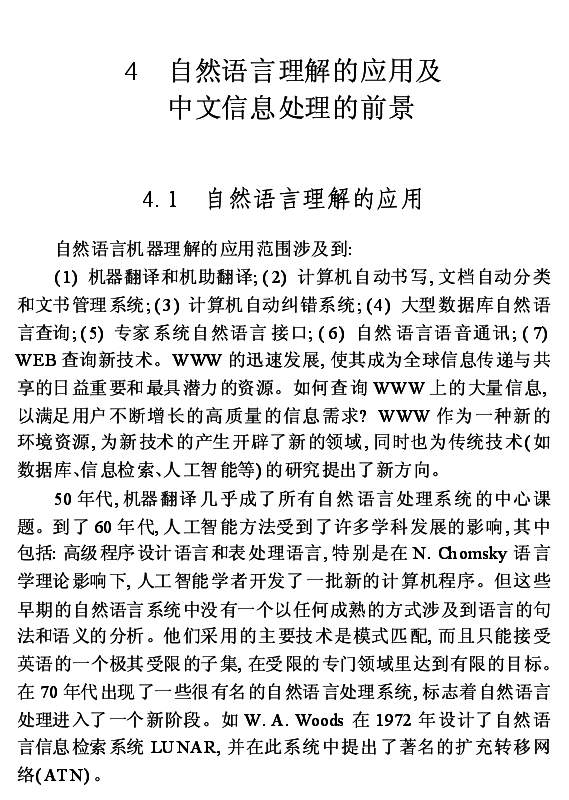 4 自然语言理解的应用及
中文信息处理的前景
4.1 自然语言理解的应用
自然语言机器理解的应用范围涉及到:
(1) 机器翻译和机助翻译;(2) 计算机自动书写,文档自动分类
和文书管理系统;(3) 计算机自动纠错系统;(4) 大型数据库自然语
言查询;(5) 专家系统自然语言接口;(6) 自然语言语音通讯;(7)
WEB 查询新技术。WWW 的迅速发展,使其成为全球信息传递与共
享的日益重要和最具潜力的资源。如何查询 WWW 上的大量信息,
以满足用户不断增长的高质量的信息需求? WWW 作为一种新的
环境资源,为新技术的产生开辟了新的领域,同时也为传统技术(如
数据库、信息检索、人工智能等)的研究提出了新方向。
50 年代,机器翻译几乎成了所有自然语言处理系统的中心课
题。到了 60 年代,人工智能方法受到了许多学科发展的影响,其中
包括: 高级程序设计语言和表处理语言,特别是在 N. Chomsky 语言
学理论影响下,人工智能学者开发了一批新的计算机程序。但这些
早期的自然语言系统中没有一个以任何成熟的方式涉及到语言的句
法和语义的分析。他们采用的主要技术是模式匹配,而且只能接受
英语的一个极其受限的子集,在受限的专门领域里达到有限的目标。
在 70 年代出现了一些很有名的自然语言处理系统,标志着自然语言
处理进入了一个新阶段。如 W. A. Woods 在 1972 年设计了自然语
言信息检索系统 LUNAR,并在此系统中提出了著名的扩充转移网
络(ATN)。